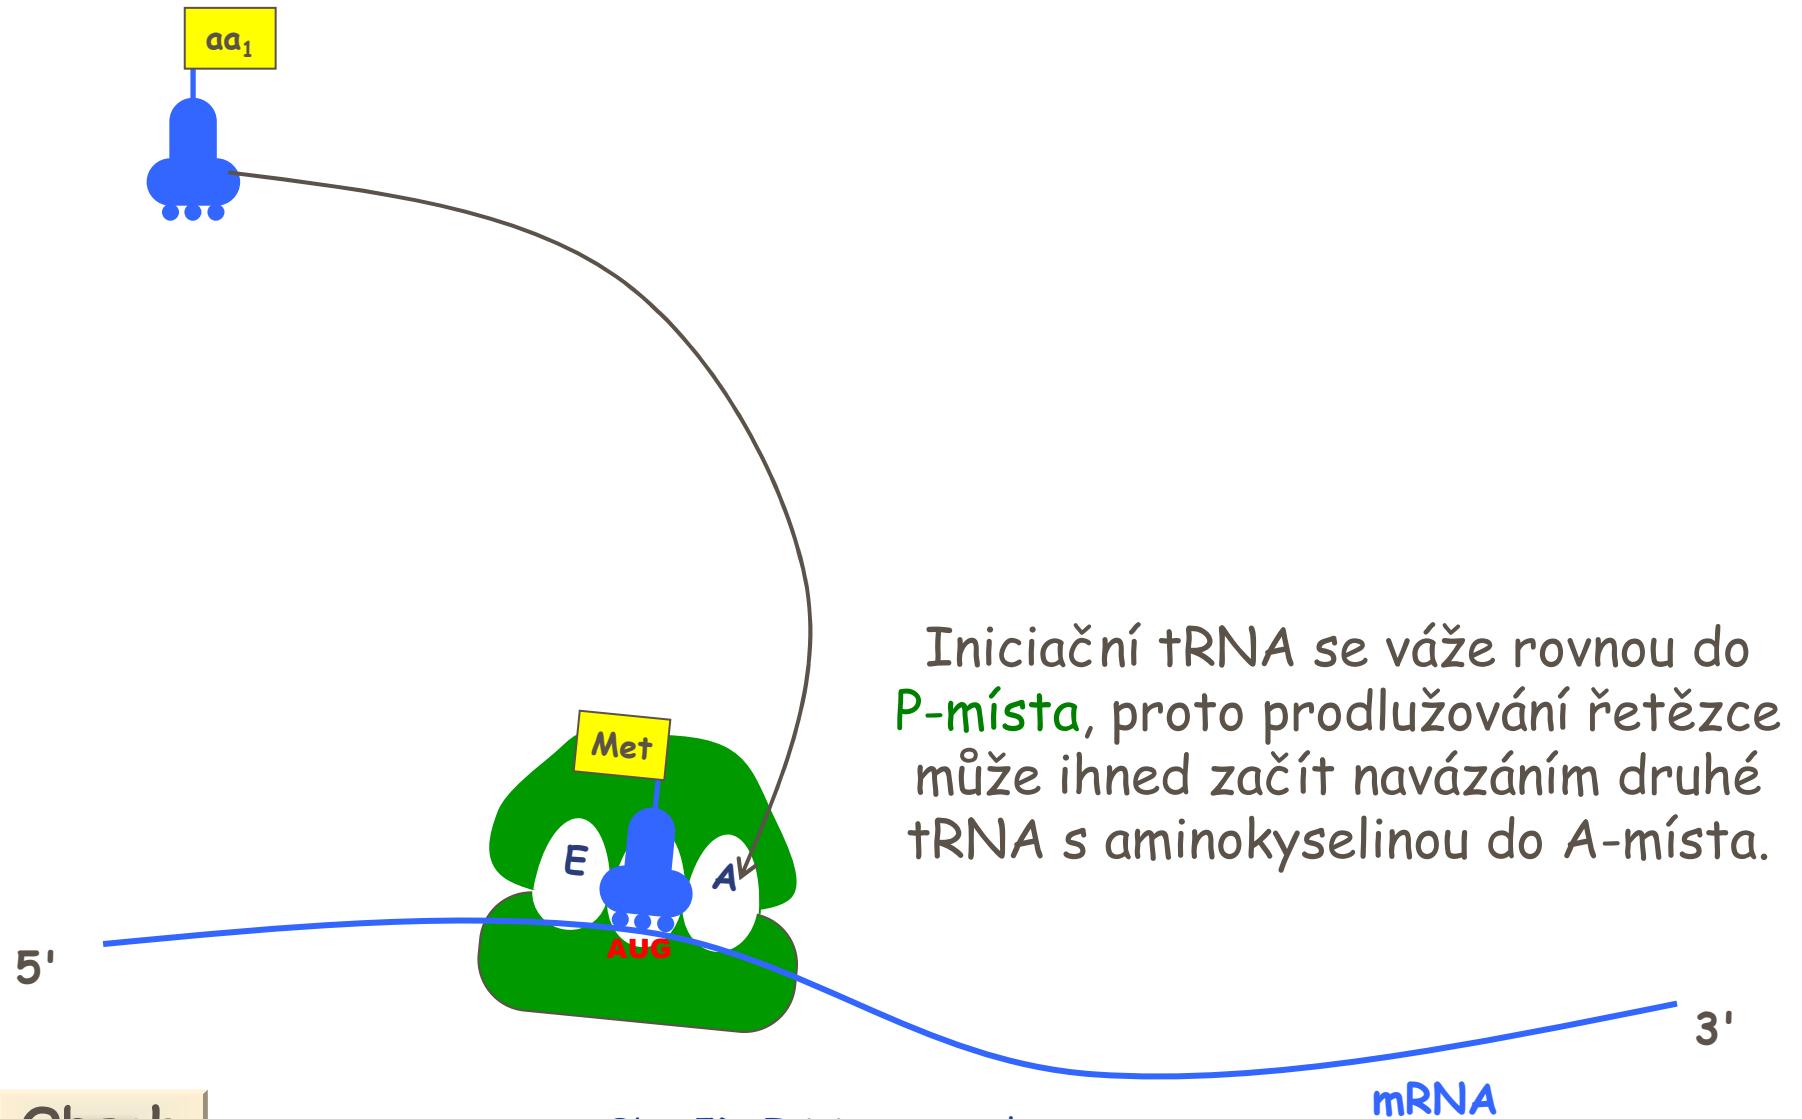 aa1
Iniciační tRNA se váže rovnou do
P-místa, proto prodlužování řetězce
může ihned začít navázáním druhé
tRNA s aminokyselinou do A-místa.
Met
E
A
AUG
5'
3'
mRNA